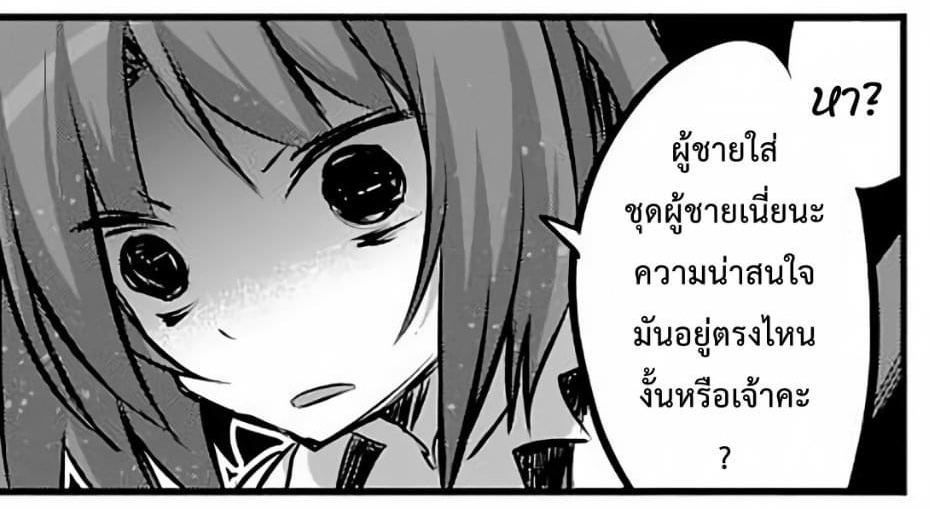 หา?
ผู้ชายใส่
ชุดผู้ชายเนี่ยนะ
ความน่าสนใจ
มันอยู่ตรงไหน
งั้นหรือเจ้าคะ
?